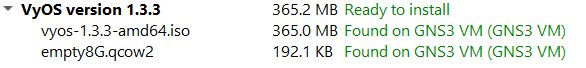 VyOS version 1.3.3 365.2 MB Ready to install
vyos-1.3.3-amd64.iso 365.0 MB Found on GNS3 VM (GNS3 VM)
empty8G.qcow2 192.1 KB Found on GNS3 VM (GNS3 VM)